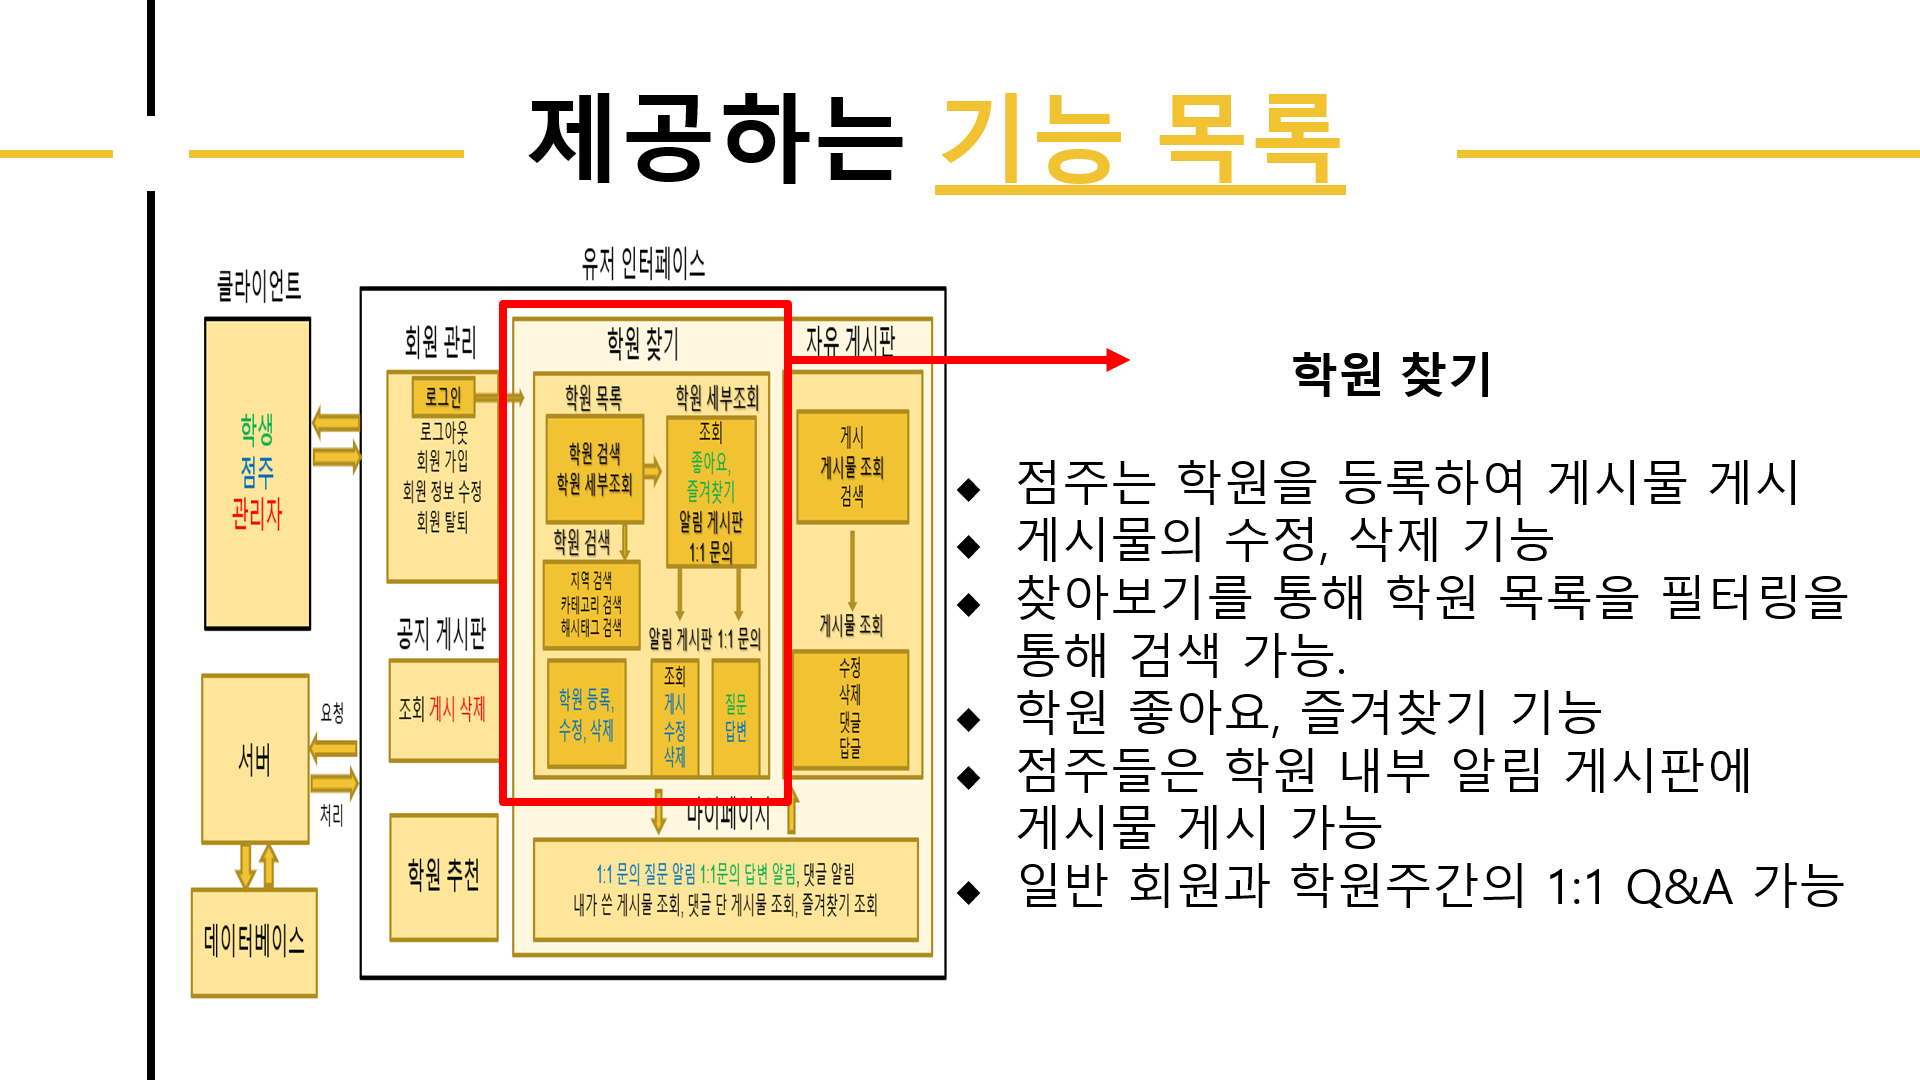 제공하는 기능 목록
유저 인터페이스
클라이언트
학생
점주
관리자
회원 관리
로그인
로그아웃
회원 가입
회원 정보 수정
회원 탈퇴
공지 게시판
조회 게시 삭제
학원 추천
서버
요청
처리
데이터베이스
학원 찾기
학원 목록
학원 검색
학원 세부조회
학원 검색
지역 검색
카테고리 검색
해시태그 검색
학원 등록,
수정, 삭제
학원 세부조회
조회
좋아요,
즐겨찾기
알림 게시판
1:1 문의
알림 게시판 1:1 문의
조회
게시
수정
삭제
질문
답변
자유 게시판
게시
게시물 조회
검색
게시물 조회
수정
삭제
댓글
답글
마이페이지
1:1 문의 질문 알림 1:1문의 답변 알림, 댓글 알림
내가 쓴 게시물 조회, 댓글 단 게시물 조회, 즐겨찾기 조회
학원 찾기
◆ 점주는 학원을 등록하여 게시물 게시
◆ 게시물의 수정, 삭제 기능
◆ 찾아보기를 통해 학원 목록을 필터링을
통해 검색 가능.
◆ 학원 좋아요, 즐겨찾기 기능
◆ 점주들은 학원 내부 알림 게시판에
게시물 게시 가능
◆ 일반 회원과 학원주간의 1:1 Q&A 가능